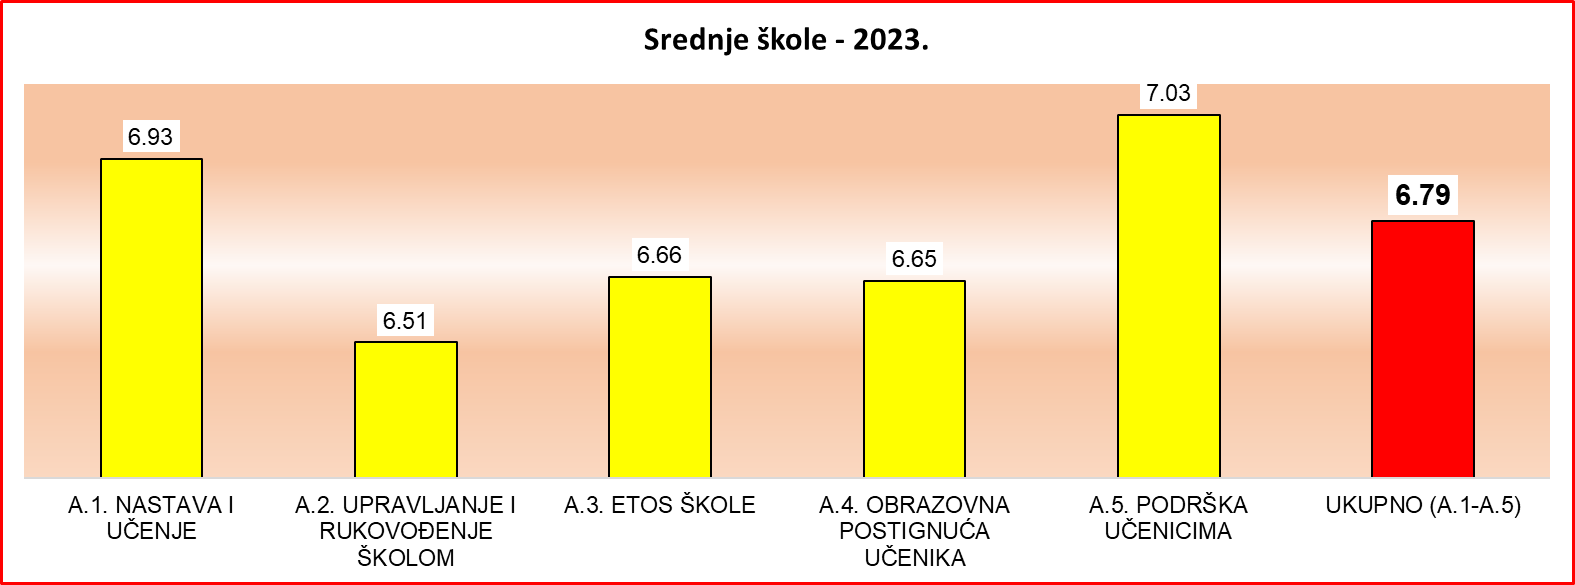 Srednje škole - 2023.
6.93
6.51
6.66
6.65
7.03
6.79
A.1. NASTAVA I
UČENJE
A.2. UPRAVLJANJE I
RUKOVOĐENJE
ŠKOLOM
A.3. ETOS ŠKOLE
A.4. OBRAZOVNA
POSTIGNUĆA
UČENIKA
A.5. PODRŠKA
UČENICIMA
UKUPNO (A.1-A.5)